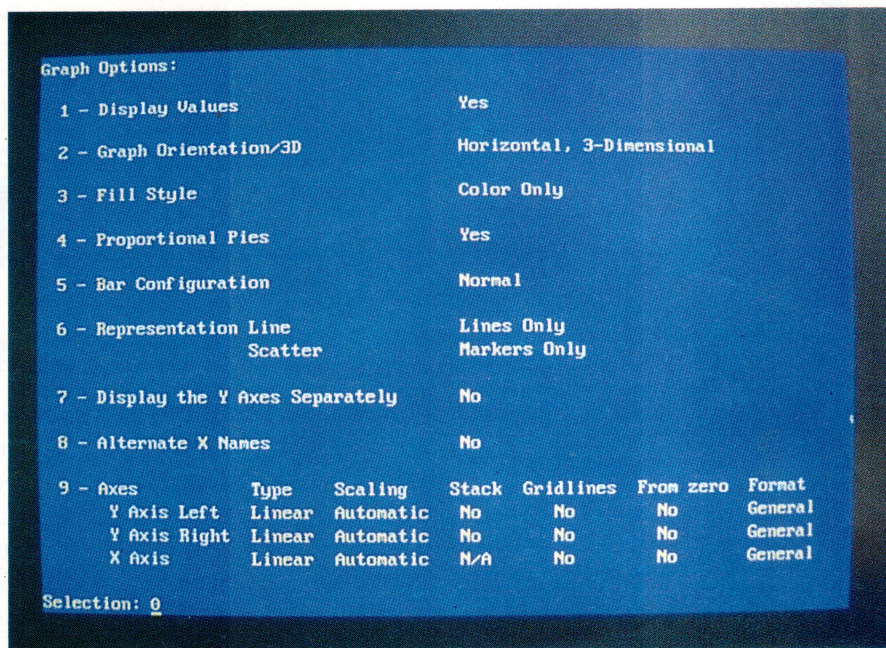 Graph Options:
1 - Display Values Yes
2 - Graph Orientation/3D Horizontal, 3-Dimensional
3 - Fill Style Color Only
4 - Proportional Pies Yes
5 - Bar Configuration Normal
6 - Representation Line Lines Only
Scatter Markers Only
7 - Display the Y Axes Separately No
8 - Alternate X Names No
9 - Axes Type Scaling Stack Gridlines From zero Format
Y Axis Left Linear Automatic No No No General
Y Axis Right Linear Automatic No No No General
X Axis Linear Automatic N/A No No General
Selection: 0